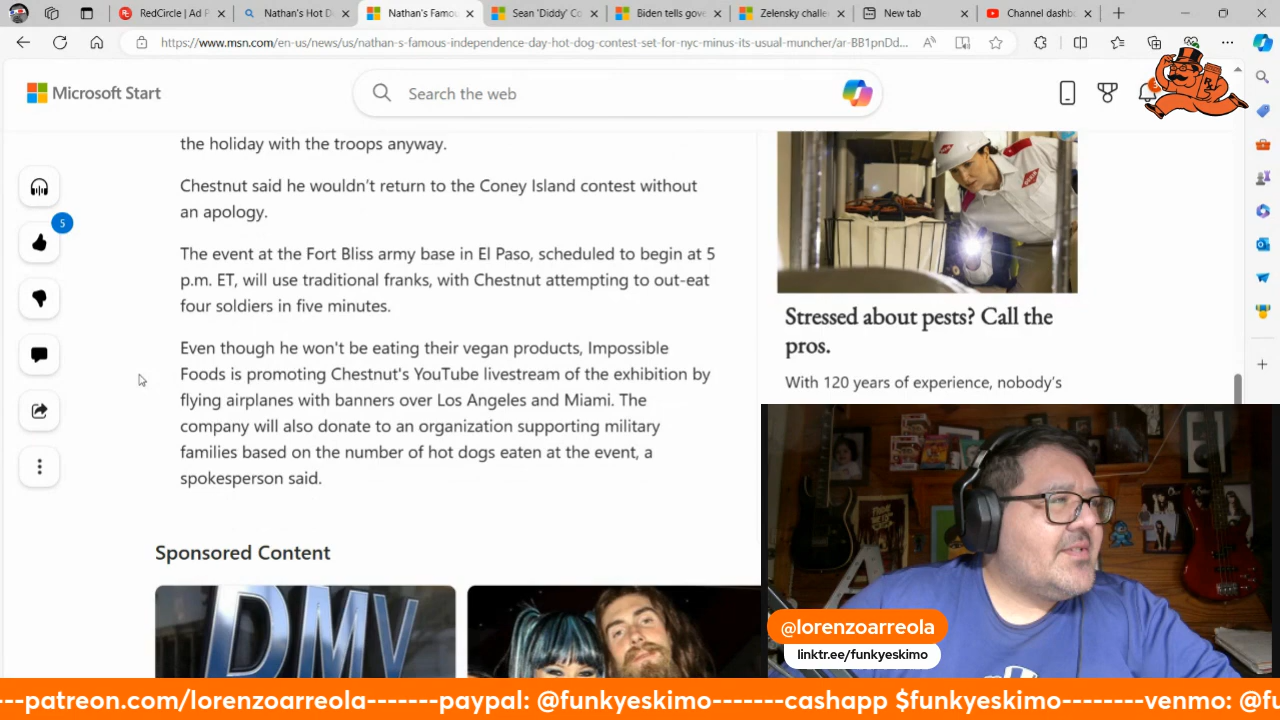 RedCircle | Ad P
Nathan's Hot D
Nathan's Famou
Sean 'Diddy' Co
Biden tells gove
Zelensky challe
New tab
Channel dashbo
https://www.msn.com/en-us/news/us/nathan-s-famous-independence-day-hot-dog-contest-set-for-nyc-minus-its-usual-muncher/ar-BB1pnDd...
Microsoft Start
Search the web
the holiday with the troops anyway.
Chestnut said he wouldn't return to the Coney Island contest without
an apology.
5
The event at the Fort Bliss army base in El Paso, scheduled to begin at 5
p.m. ET, will use traditional franks, with Chestnut attempting to out-eat
four soldiers in five minutes.
Stressed about pests? Call the
pros.
Even though he won't be eating their vegan products, Impossible
Foods is promoting Chestnut's YouTube livestream of the exhibition by
flying airplanes with banners over Los Angeles and Miami. The
company will also donate to an organization supporting military
families based on the number of hot dogs eaten at the event, a
spokesperson said.
With 120 years of experience, nobody's
Sponsored Content
DMV
@lorenzoarreola
linktr.ee/funkyeskimo
---patreon.com/lorenzoarreola-------paypal: @funkyeskimo-------cashapp $funkyeskimo--------venmo: @fu